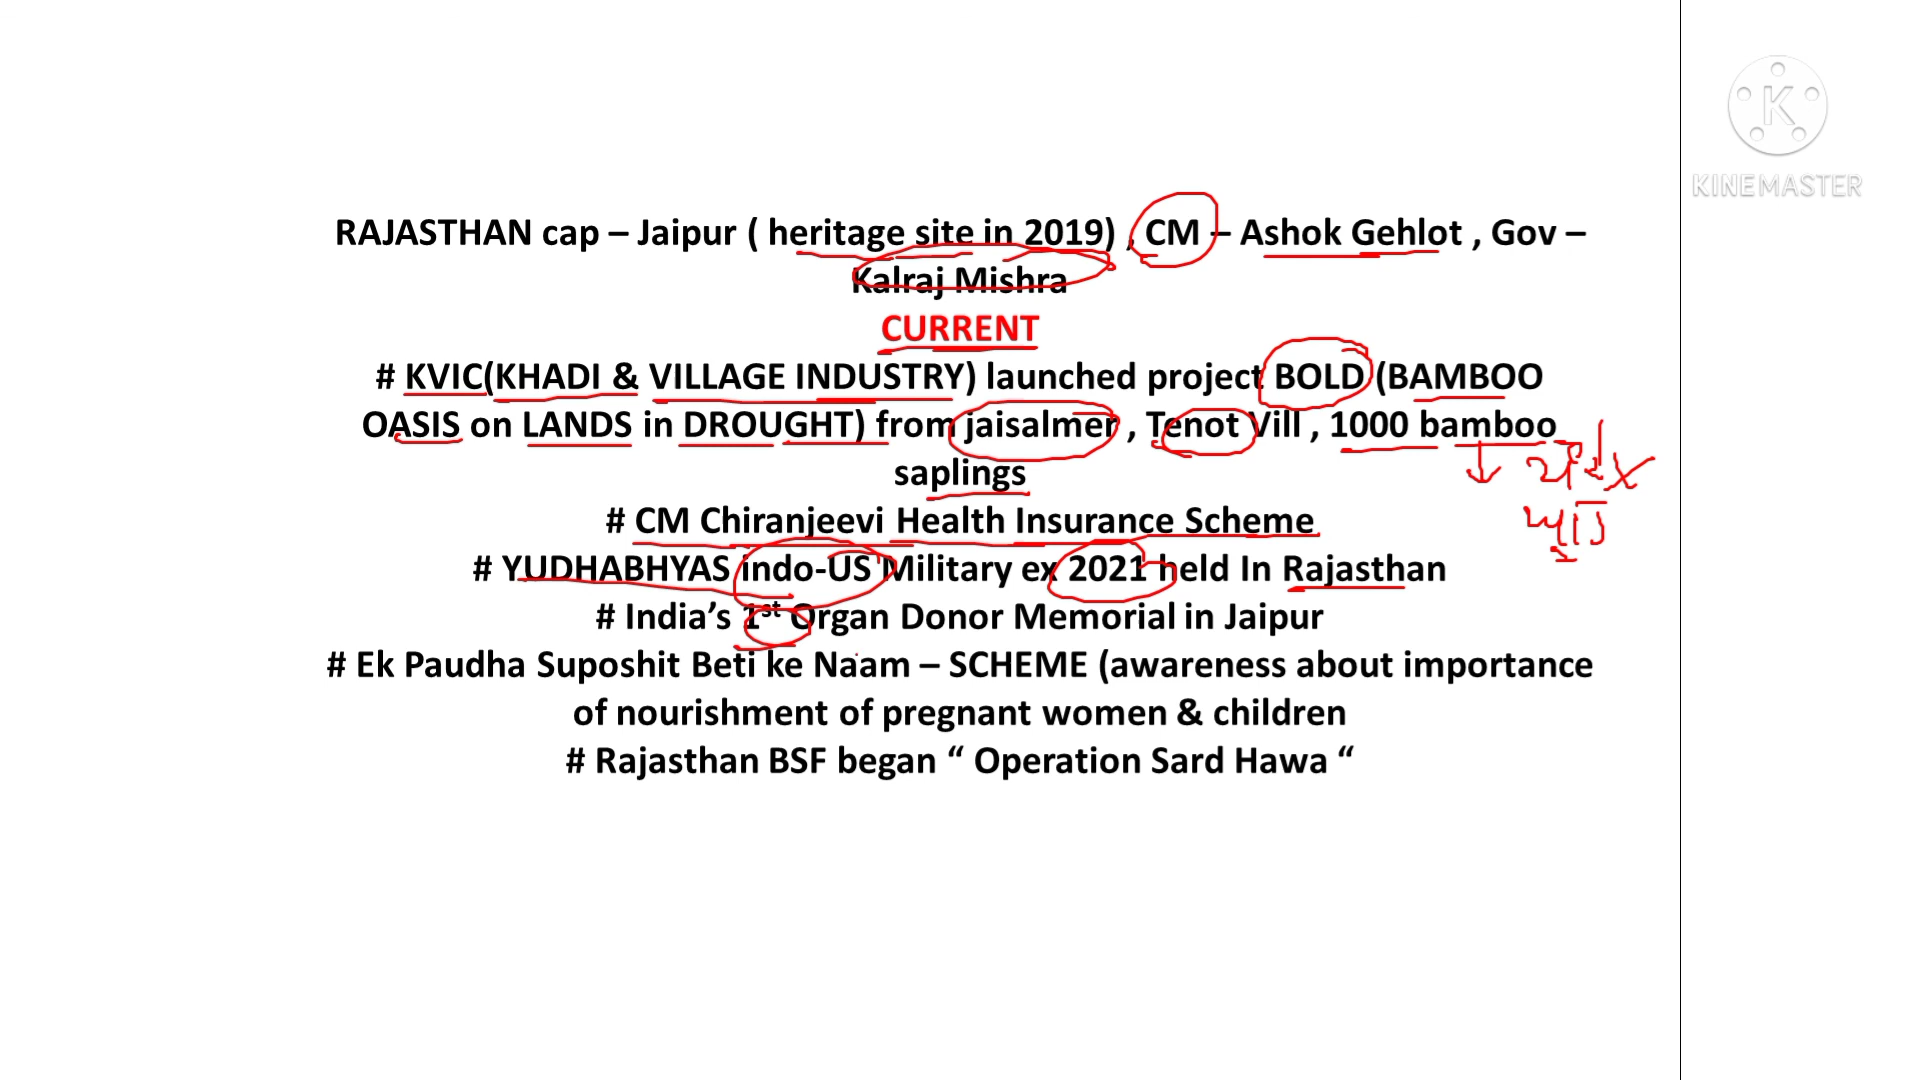 RAJASTHAN cap – Jaipur ( heritage site in 2019) , CM – Ashok Gehlot , Gov –
Kalraj Mishra
CURRENT
# KVIC(KHADI & VILLAGE INDUSTRY) launched project BOLD (BAMBOO
OASIS on LANDS in DROUGHT) from jaisalmer , Tenot Vill , 1000 bamboo
saplings
# CM Chiranjeevi Health Insurance Scheme
# YUDHABHYAS indo-US Military ex 2021 held In Rajasthan
# India’s 1st Organ Donor Memorial in Jaipur
# Ek Paudha Suposhit Beti ke Naam – SCHEME (awareness about importance
of nourishment of pregnant women & children
# Rajasthan BSF began “ Operation Sard Hawa “
K
KINEMASTER